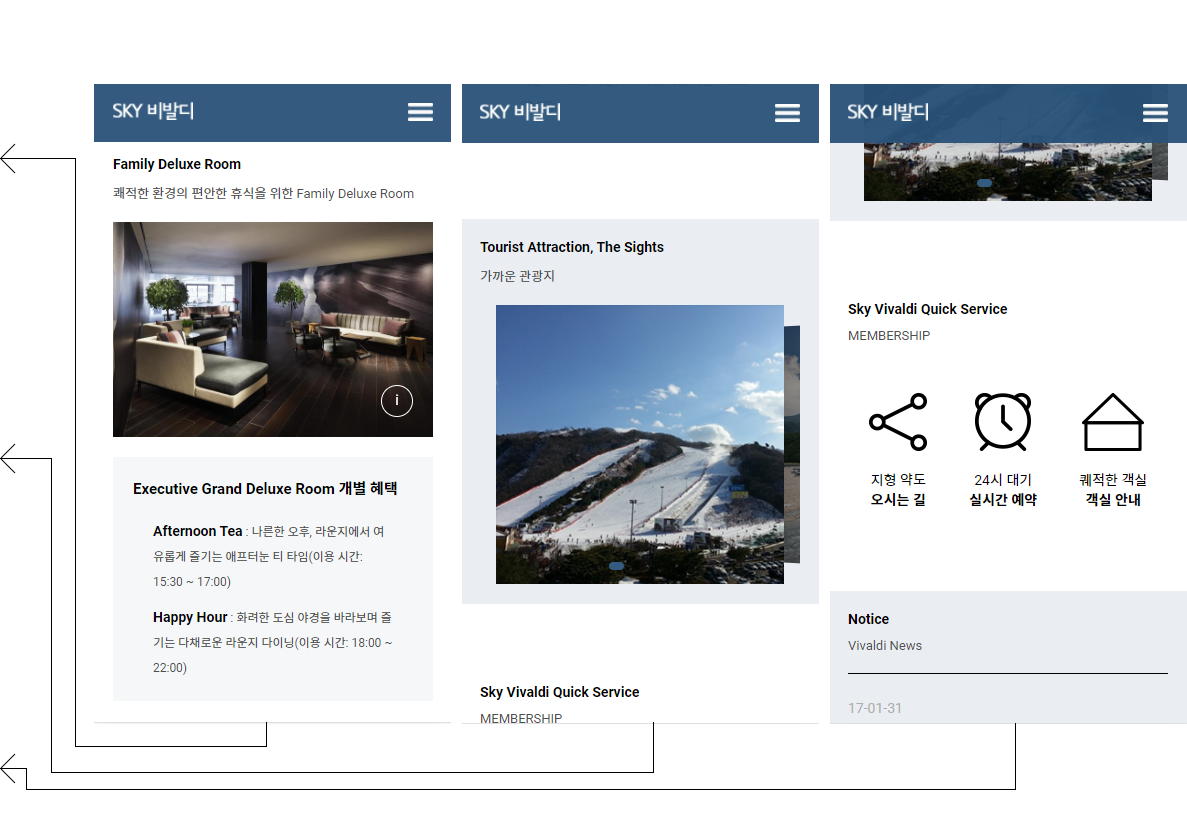 SKY 비발디
Family Deluxe Room
쾌적한 환경의 편안한 휴식을 위한 Family Deluxe Room
i
Executive Grand Deluxe Room 개별 혜택
Afternoon Tea : 나른한 오후, 라운지에서 여
유롭게 즐기는 애프터눈 티 타임(이용 시간:
15:30 ~ 17:00)
Happy Hour : 화려한 도심 야경을 바라보며 즐
기는 다채로운 라운지 다이닝(이용 시간: 18:00 ~
22:00)
SKY 비발디
Tourist Attraction, The Sights
가까운 관광지
Sky Vivaldi Quick Service
MEMBERSHIP
SKY 비발디
Sky Vivaldi Quick Service
MEMBERSHIP
지형 약도
오시는 길
24시 대기
실시간 예약
퀘적한 객실
객실 안내
Notice
Vivaldi News
17-01-31